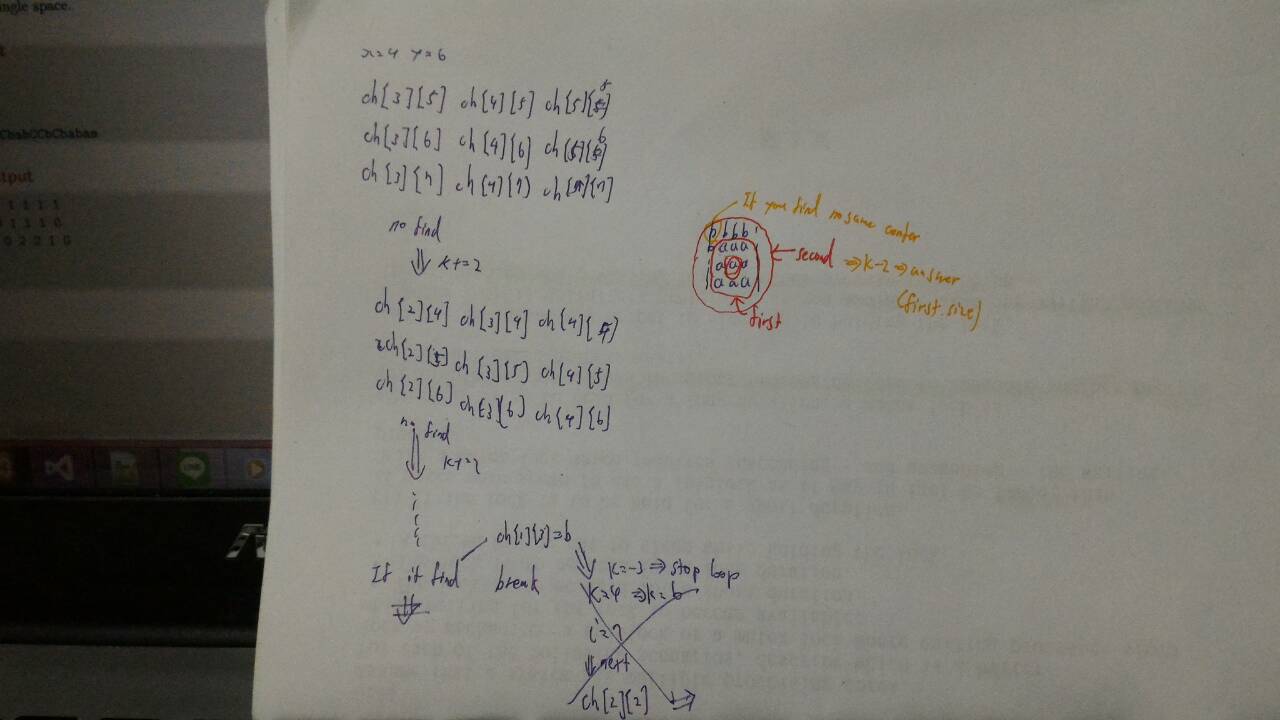 ngle space.
CbahCCbChabaa
tput
1 1 1 1
1 1 1 0
0 2 2 1 0
x=4 y=6
ch[3][5] ch[4][5] ch[5][5]
ch[3][6] ch[4][6] ch[5][6]
ch[3][7] ch[4][7] ch[5][7]
no find
⇓ k+=2
ch[2][4] ch[3][4] ch[4][4]
ch[2][5] ch[3][5] ch[4][5]
ch[2][6] ch[3][6] ch[4][6]
no find
⇓ k+=2
ch[1][3]=b
If it find break
k=-3 ⇒ stop loop
k=4 ⇒ k=6
i=7
⇓ next
ch[2][2] ⇒
If you find no same center
b b b b
b a a a
a a a
a a a
← second ⇒ k-2 ⇒ answer
(first size)
first